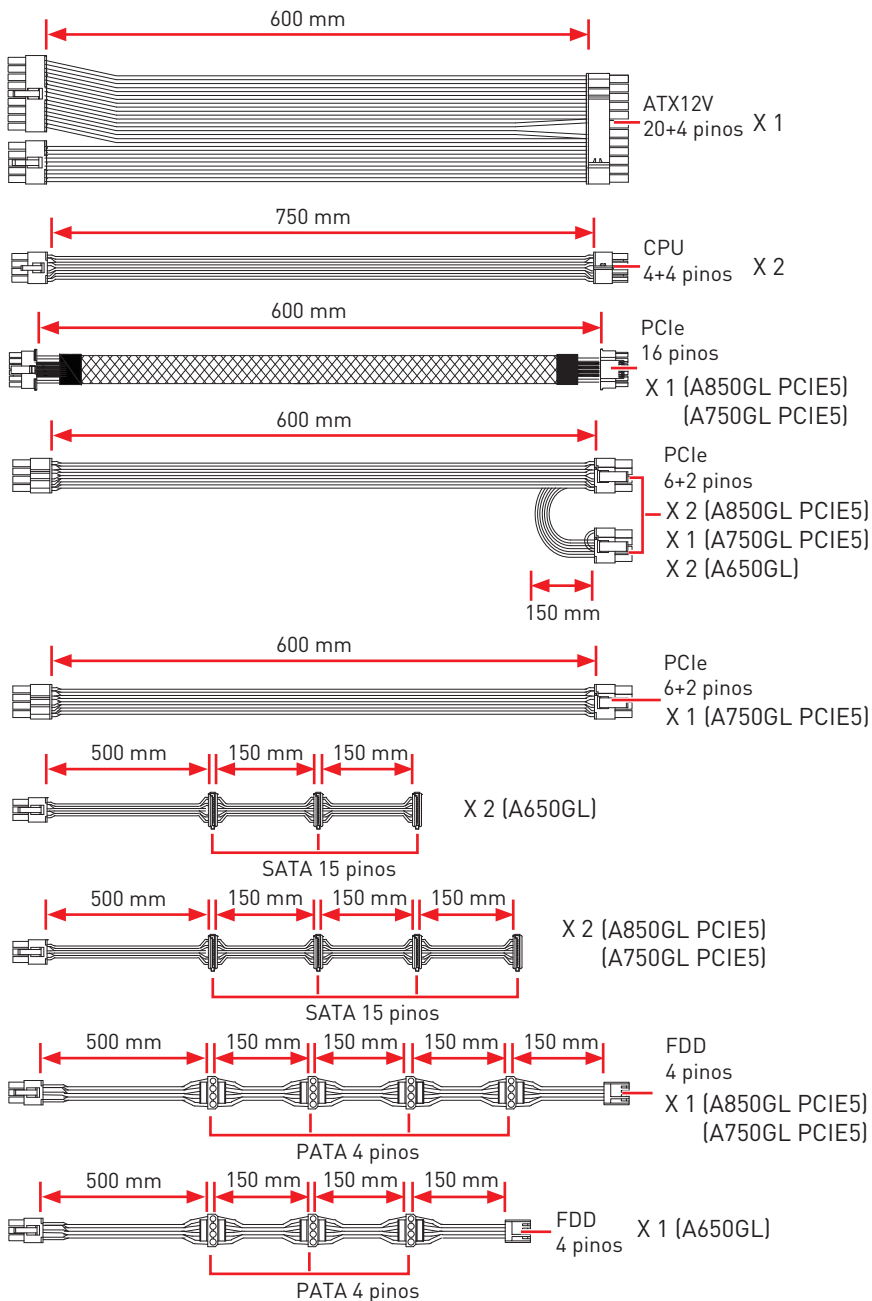 600 mm
ATX12V
20+4 pinos X 1
750 mm
CPU
4+4 pinos X 2
600 mm
PCIe
16 pinos
X 1 (A850GL PCIE5)
(A750GL PCIE5)
600 mm
PCIe
6+2 pinos
X 2 (A850GL PCIE5)
X 1 (A750GL PCIE5)
X 2 (A650GL)
150 mm
600 mm
PCIe
6+2 pinos
X 1 (A750GL PCIE5)
500 mm 150 mm 150 mm
X 2 (A650GL)
SATA 15 pinos
500 mm 150 mm 150 mm 150 mm
X 2 (A850GL PCIE5)
(A750GL PCIE5)
SATA 15 pinos
500 mm 150 mm 150 mm 150 mm 150 mm
FDD
4 pinos
X 1 (A850GL PCIE5)
(A750GL PCIE5)
PATA 4 pinos
500 mm 150 mm 150 mm 150 mm
FDD
4 pinos
X 1 (A650GL)
PATA 4 pinos